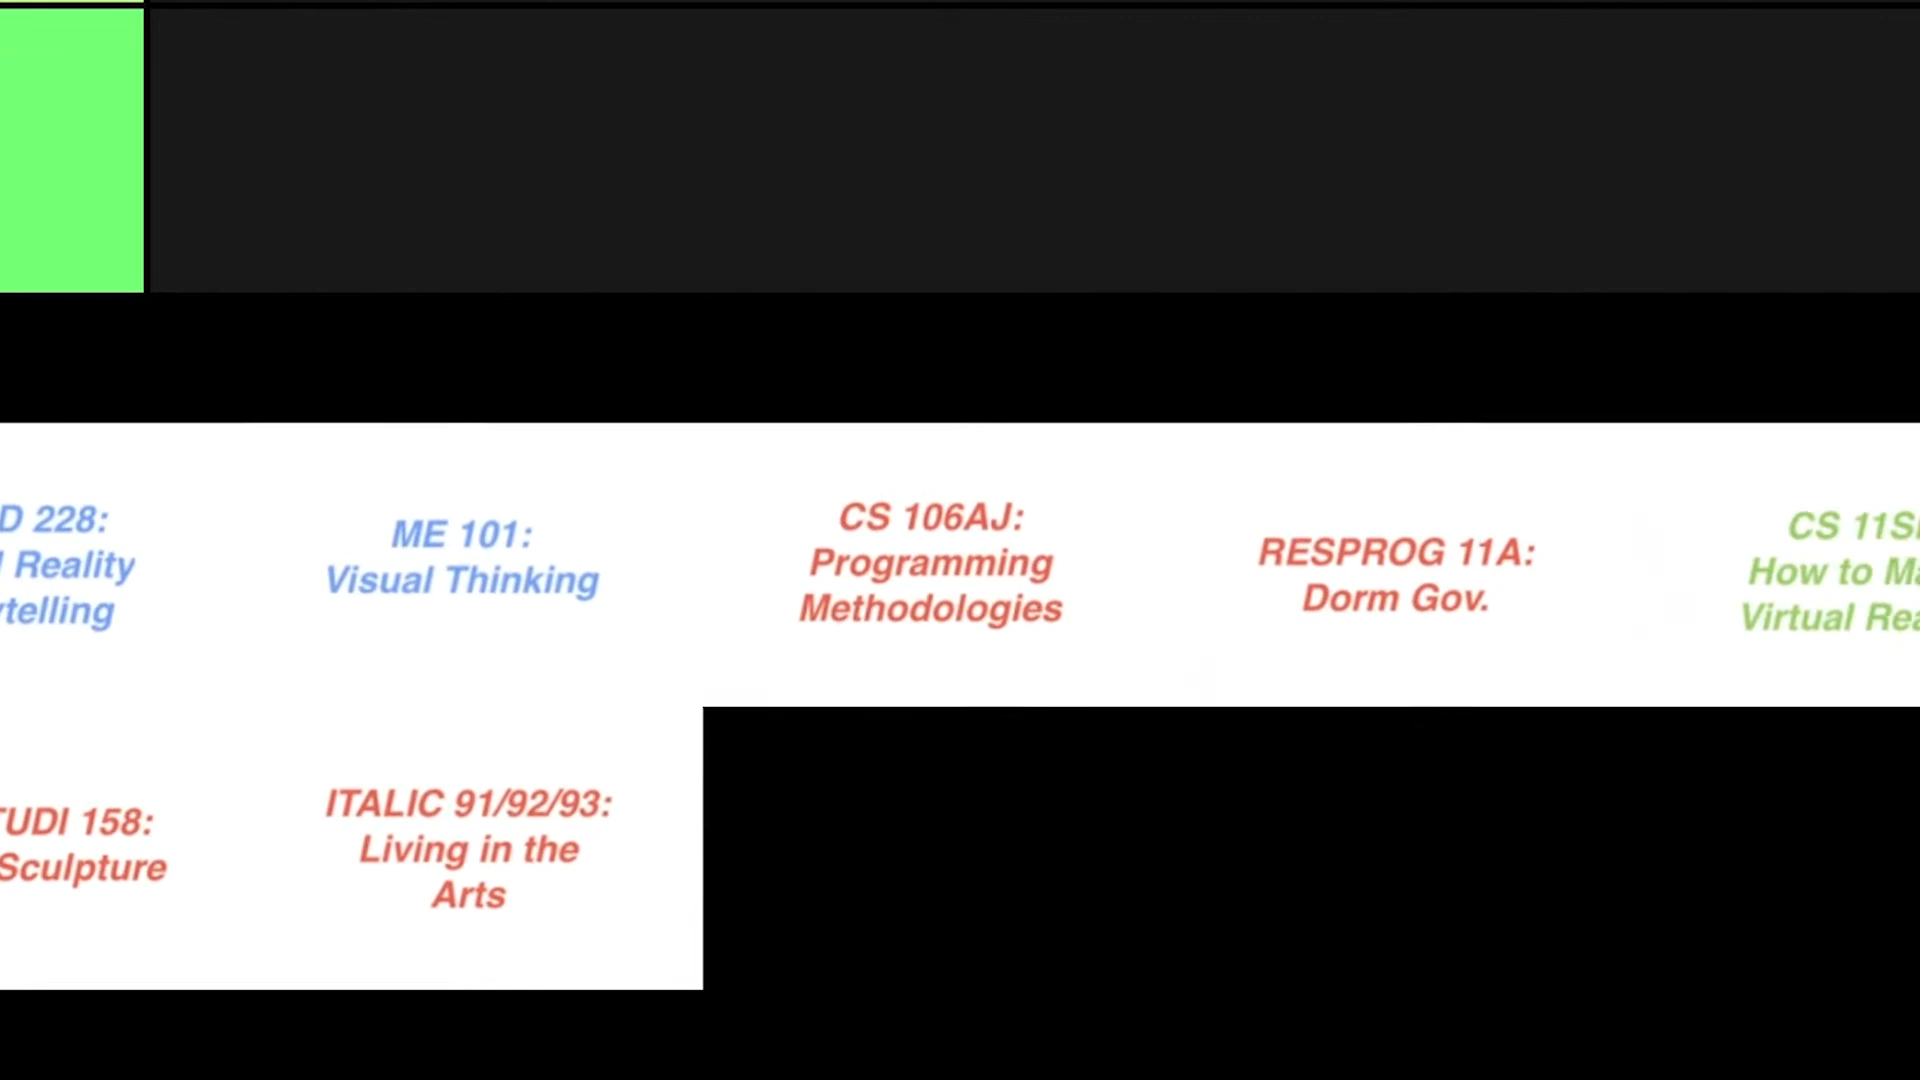 D 228:
Reality
telling
ME 101:
Visual Thinking
CS 106AJ:
Programming
Methodologies
RESPROG 11A:
Dorm Gov.
CS 11S
How to Ma
Virtual Rea
UDI 158:
Sculpture
ITALIC 91/92/93:
Living in the
Arts